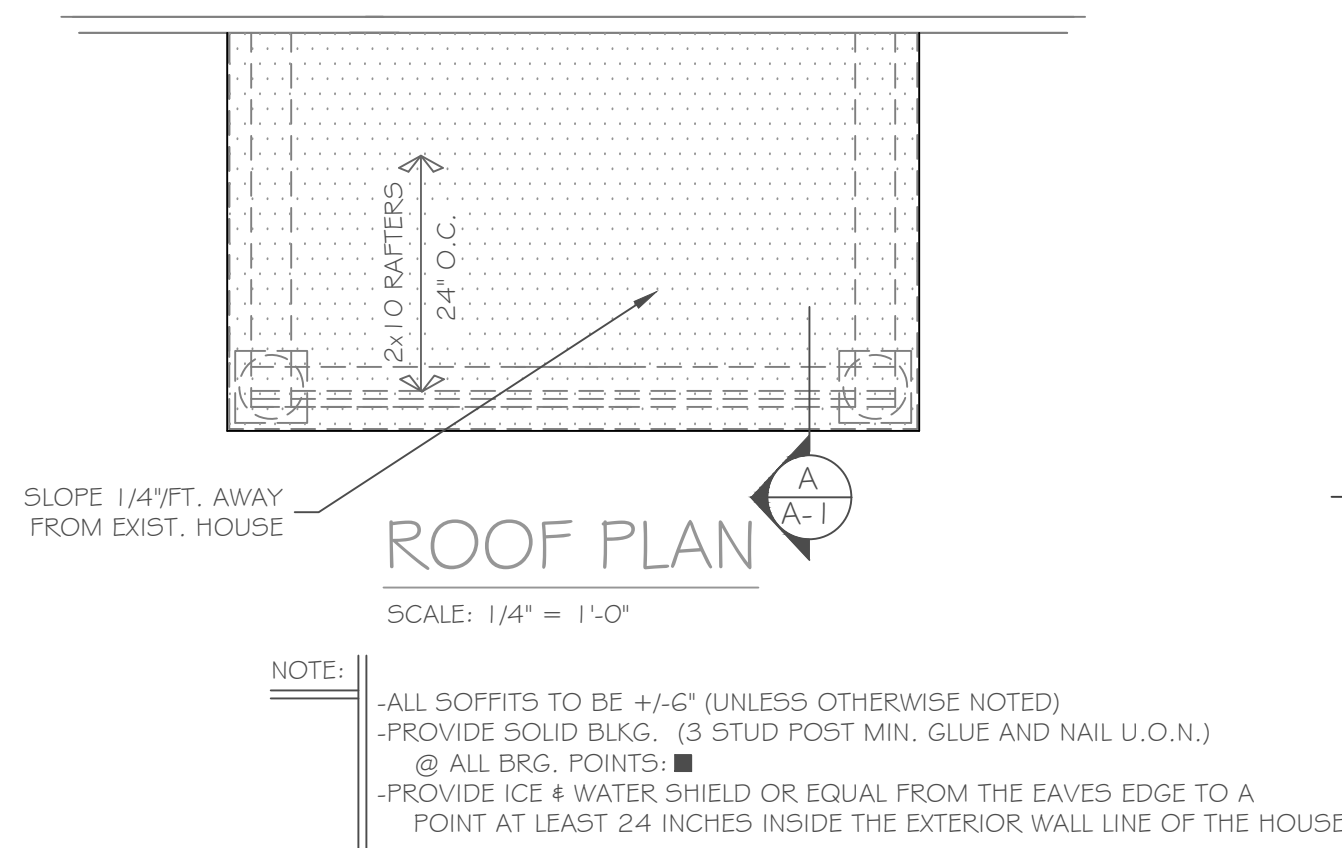 2x10 RAFTERS
24" O.C.
SLOPE 1/4"/FT. AWAY
FROM EXIST. HOUSE
A
A-1
ROOF PLAN
SCALE: 1/4" = 1'-0"
NOTE:
-ALL SOFFITS TO BE +/-6" (UNLESS OTHERWISE NOTED)
-PROVIDE SOLID BLKG. (3 STUD POST MIN. GLUE AND NAIL U.O.N.)
@ ALL BRG. POINTS: ■
-PROVIDE ICE & WATER SHIELD OR EQUAL FROM THE EAVES EDGE TO A
POINT AT LEAST 24 INCHES INSIDE THE EXTERIOR WALL LINE OF THE HOUSE